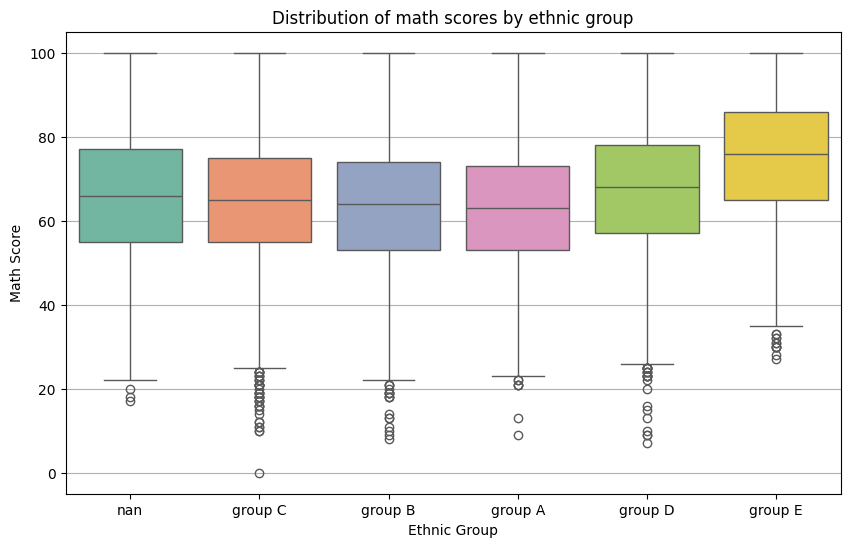 Distribution of math scores by ethnic group
Math Score
100
80
60
40
20
0
nan group C group B group A group D group E
Ethnic Group